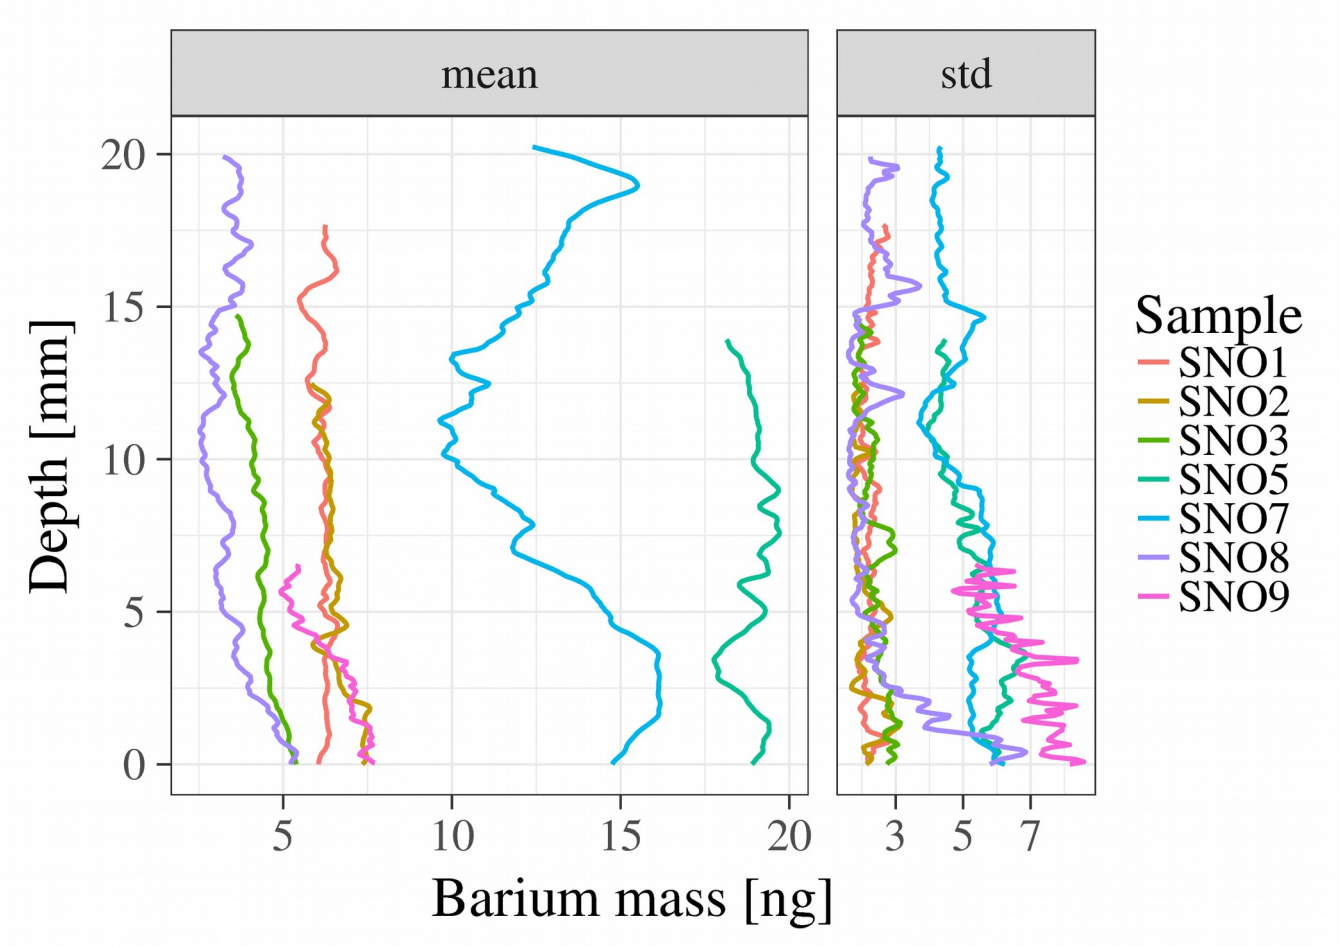 mean
std
Depth [mm]
20
15
10
5
0
5
10
15
20
3
5
7
Barium mass [ng]
Sample
SNO1
SNO2
SNO3
SNO5
SNO7
SNO8
SNO9